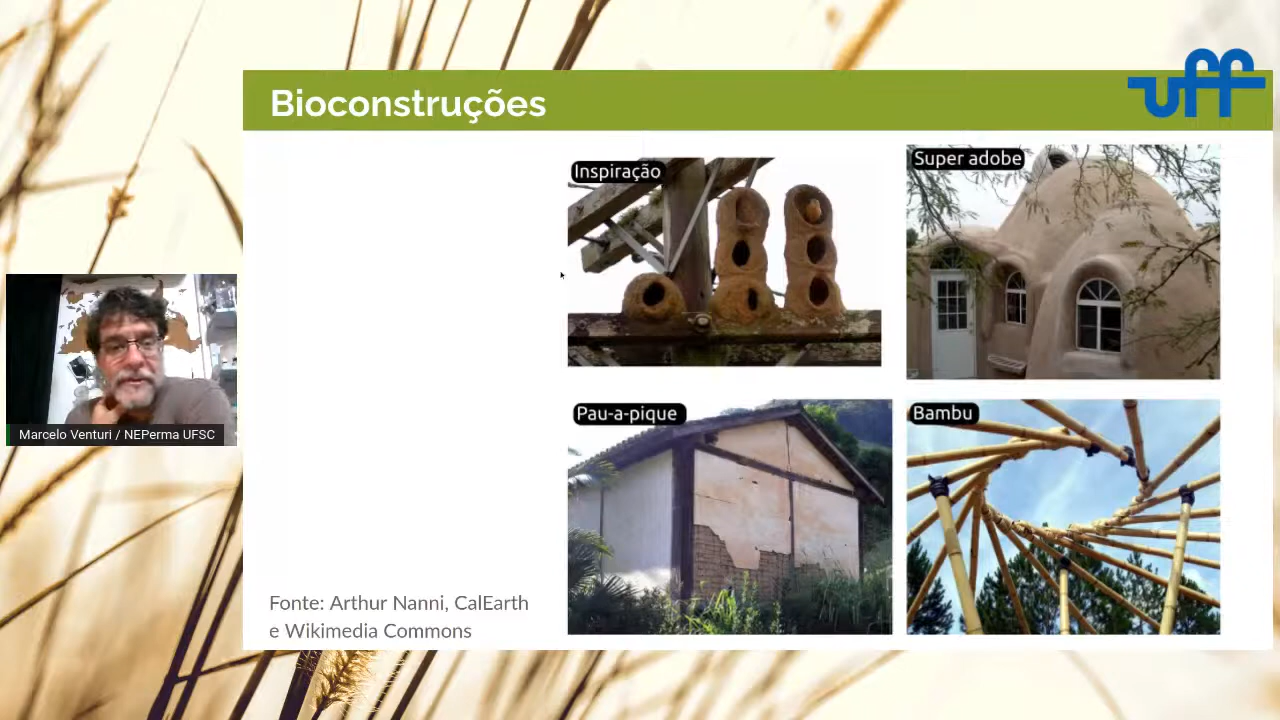 Bioconstruções
uff
Inspiração
Super adobe
Pau-a-pique
Bambu
Marcelo Venturi / NEPerma UFSC
Fonte: Arthur Nanni, CalEarth
e Wikimedia Commons